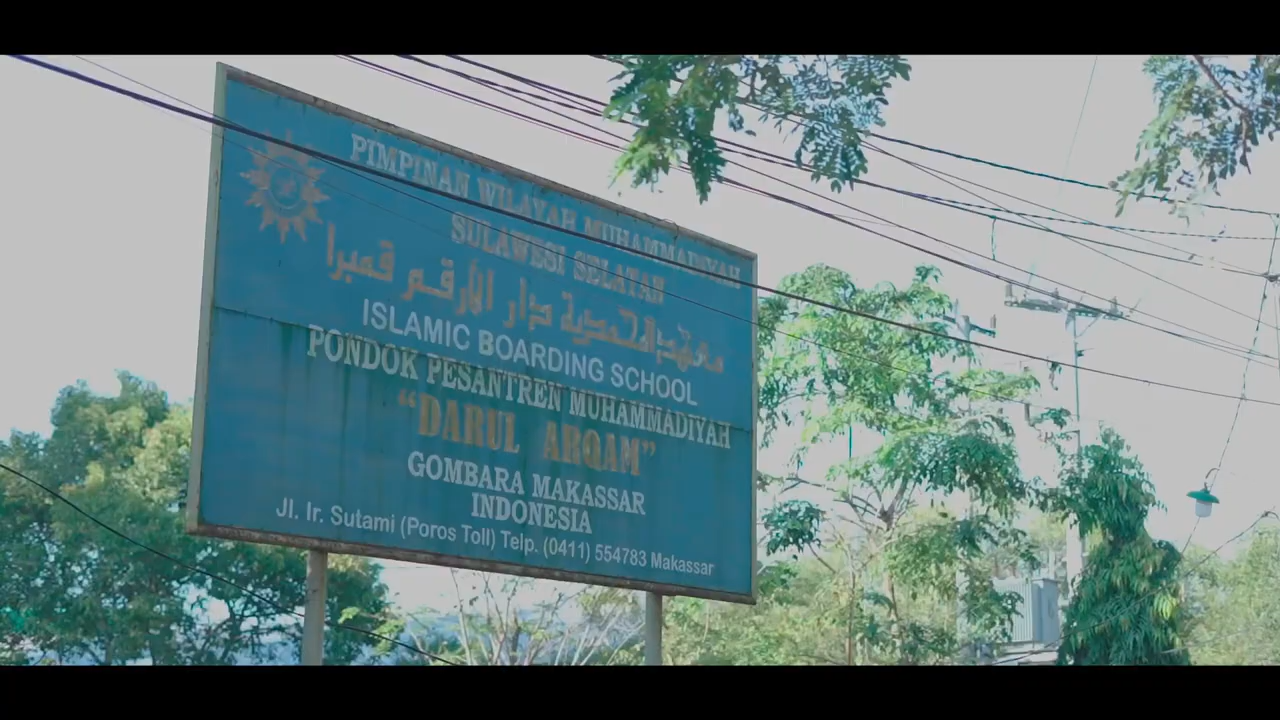 PIMPINAN WILAYAH MUHAMMADIYAH
SULAWESI SELATAN
معهد المحمدية دار الأرقم قمبرا
ISLAMIC BOARDING SCHOOL
PONDOK PESANTREN MUHAMMADIYAH
“DARUL ARQAM”
GOMBARA MAKASSAR
INDONESIA
Jl. Ir. Sutami (Poros Toll) Telp. (0411) 554783 Makassar